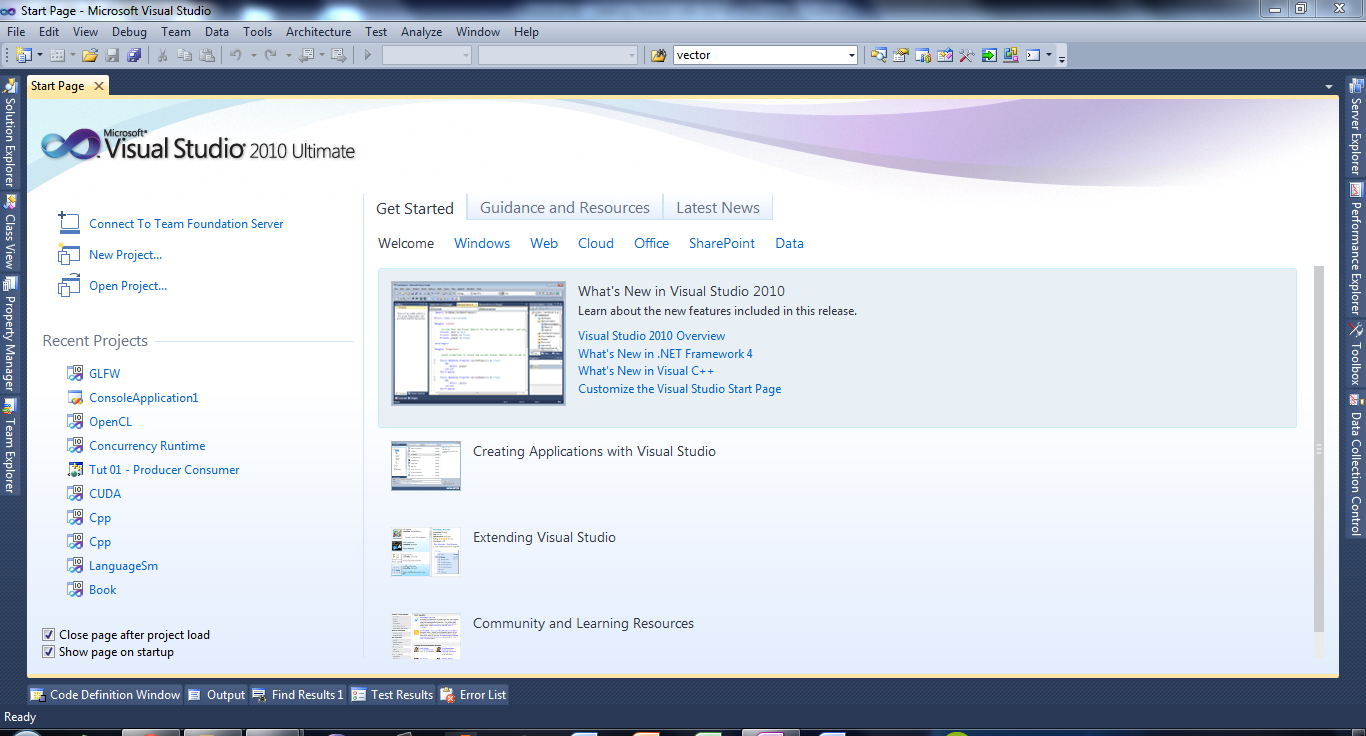 Start Page - Microsoft Visual Studio
File Edit View Debug Team Data Tools Architecture Test Analyze Window Help
vector
Start Page
Solution Explorer
Class View
Property Manager
Team Explorer
Server Explorer
Performance Explorer
Toolbox
Data Collection Control
Microsoft®
Visual Studio® 2010 Ultimate
Connect To Team Foundation Server
New Project...
Open Project...
Recent Projects
GLFW
ConsoleApplication1
OpenCL
Concurrency Runtime
Tut 01 - Producer Consumer
CUDA
Cpp
Cpp
LanguageSm
Book
Close page after project load
Show page on startup
Get Started Guidance and Resources Latest News
Welcome Windows Web Cloud Office SharePoint Data
What's New in Visual Studio 2010
Learn about the new features included in this release.
Visual Studio 2010 Overview
What's New in .NET Framework 4
What's New in Visual C++
Customize the Visual Studio Start Page
Creating Applications with Visual Studio
Extending Visual Studio
Community and Learning Resources
Code Definition Window Output Find Results 1 Test Results Error List
Ready